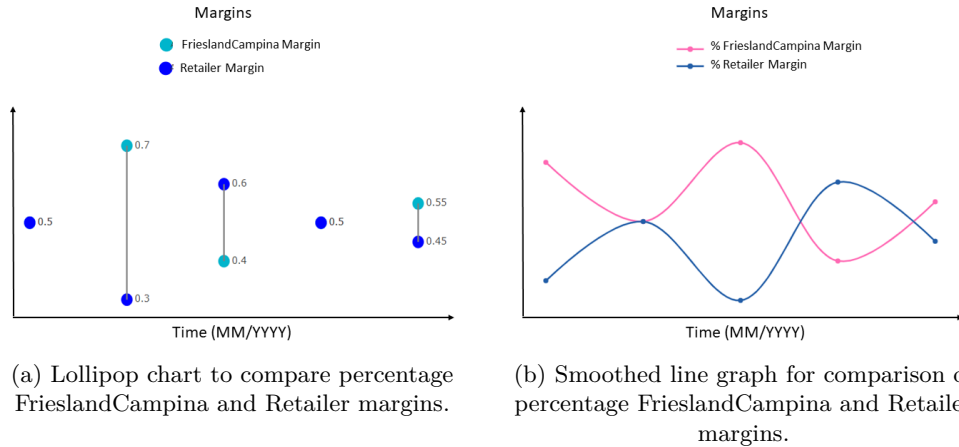 Margins
FrieslandCampina Margin
Retailer Margin
0.5
0.7
0.3
0.6
0.4
0.5
0.55
0.45
Time (MM/YYYY)
(a) Lollipop chart to compare percentage
FrieslandCampina and Retailer margins.
Margins
% FrieslandCampina Margin
% Retailer Margin
Time (MM/YYYY)
(b) Smoothed line graph for comparison
percentage FrieslandCampina and Retaile
margins.